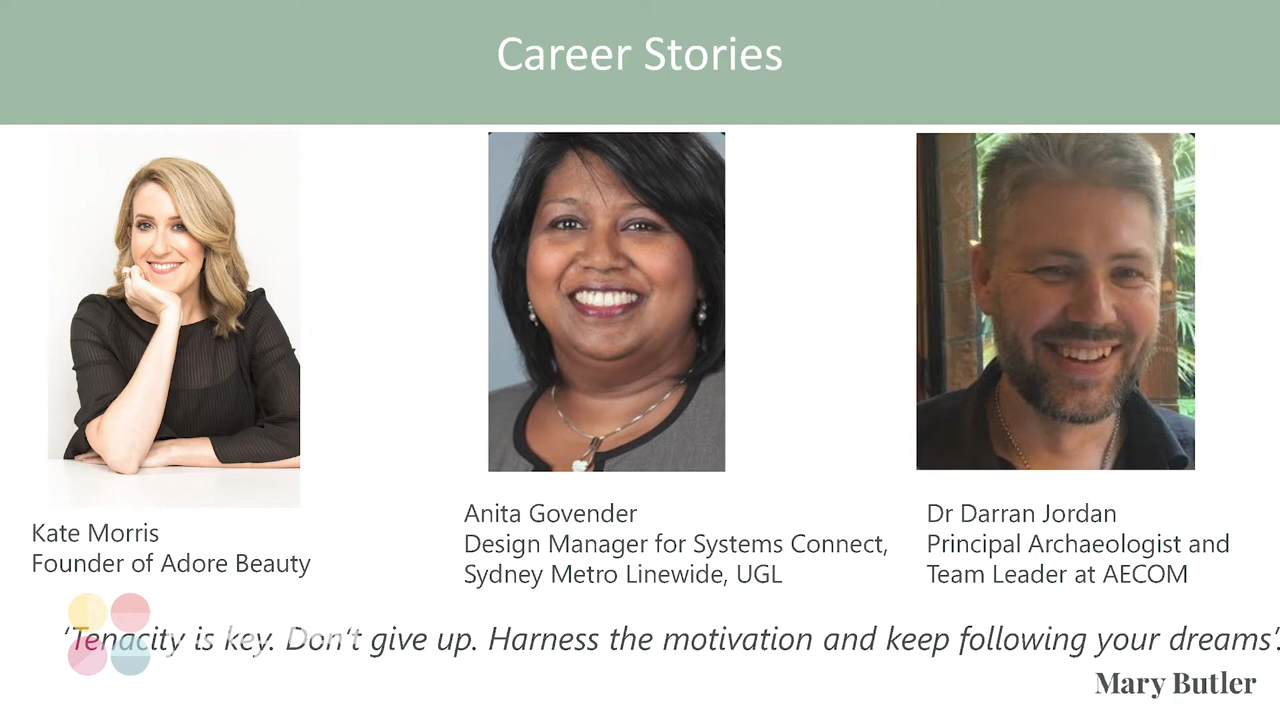 Career Stories
Kate Morris
Founder of Adore Beauty
Anita Govender
Design Manager for Systems Connect,
Sydney Metro Linewide, UGL
Dr Darran Jordan
Principal Archaeologist and
Team Leader at AECOM
‘Tenacity is key. Don’t give up. Harness the motivation and keep following your dreams’.
Mary Butler